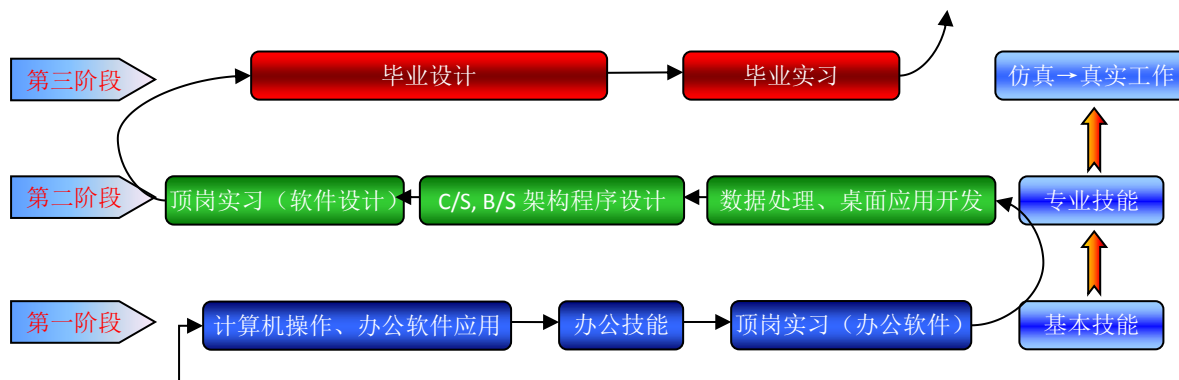 第三阶段
毕业设计
毕业实习
仿真→真实工作
第二阶段
顶岗实习（软件设计）
C/S, B/S 架构程序设计
数据处理、桌面应用开发
专业技能
第一阶段
计算机操作、办公软件应用
办公技能
顶岗实习（办公软件）
基本技能